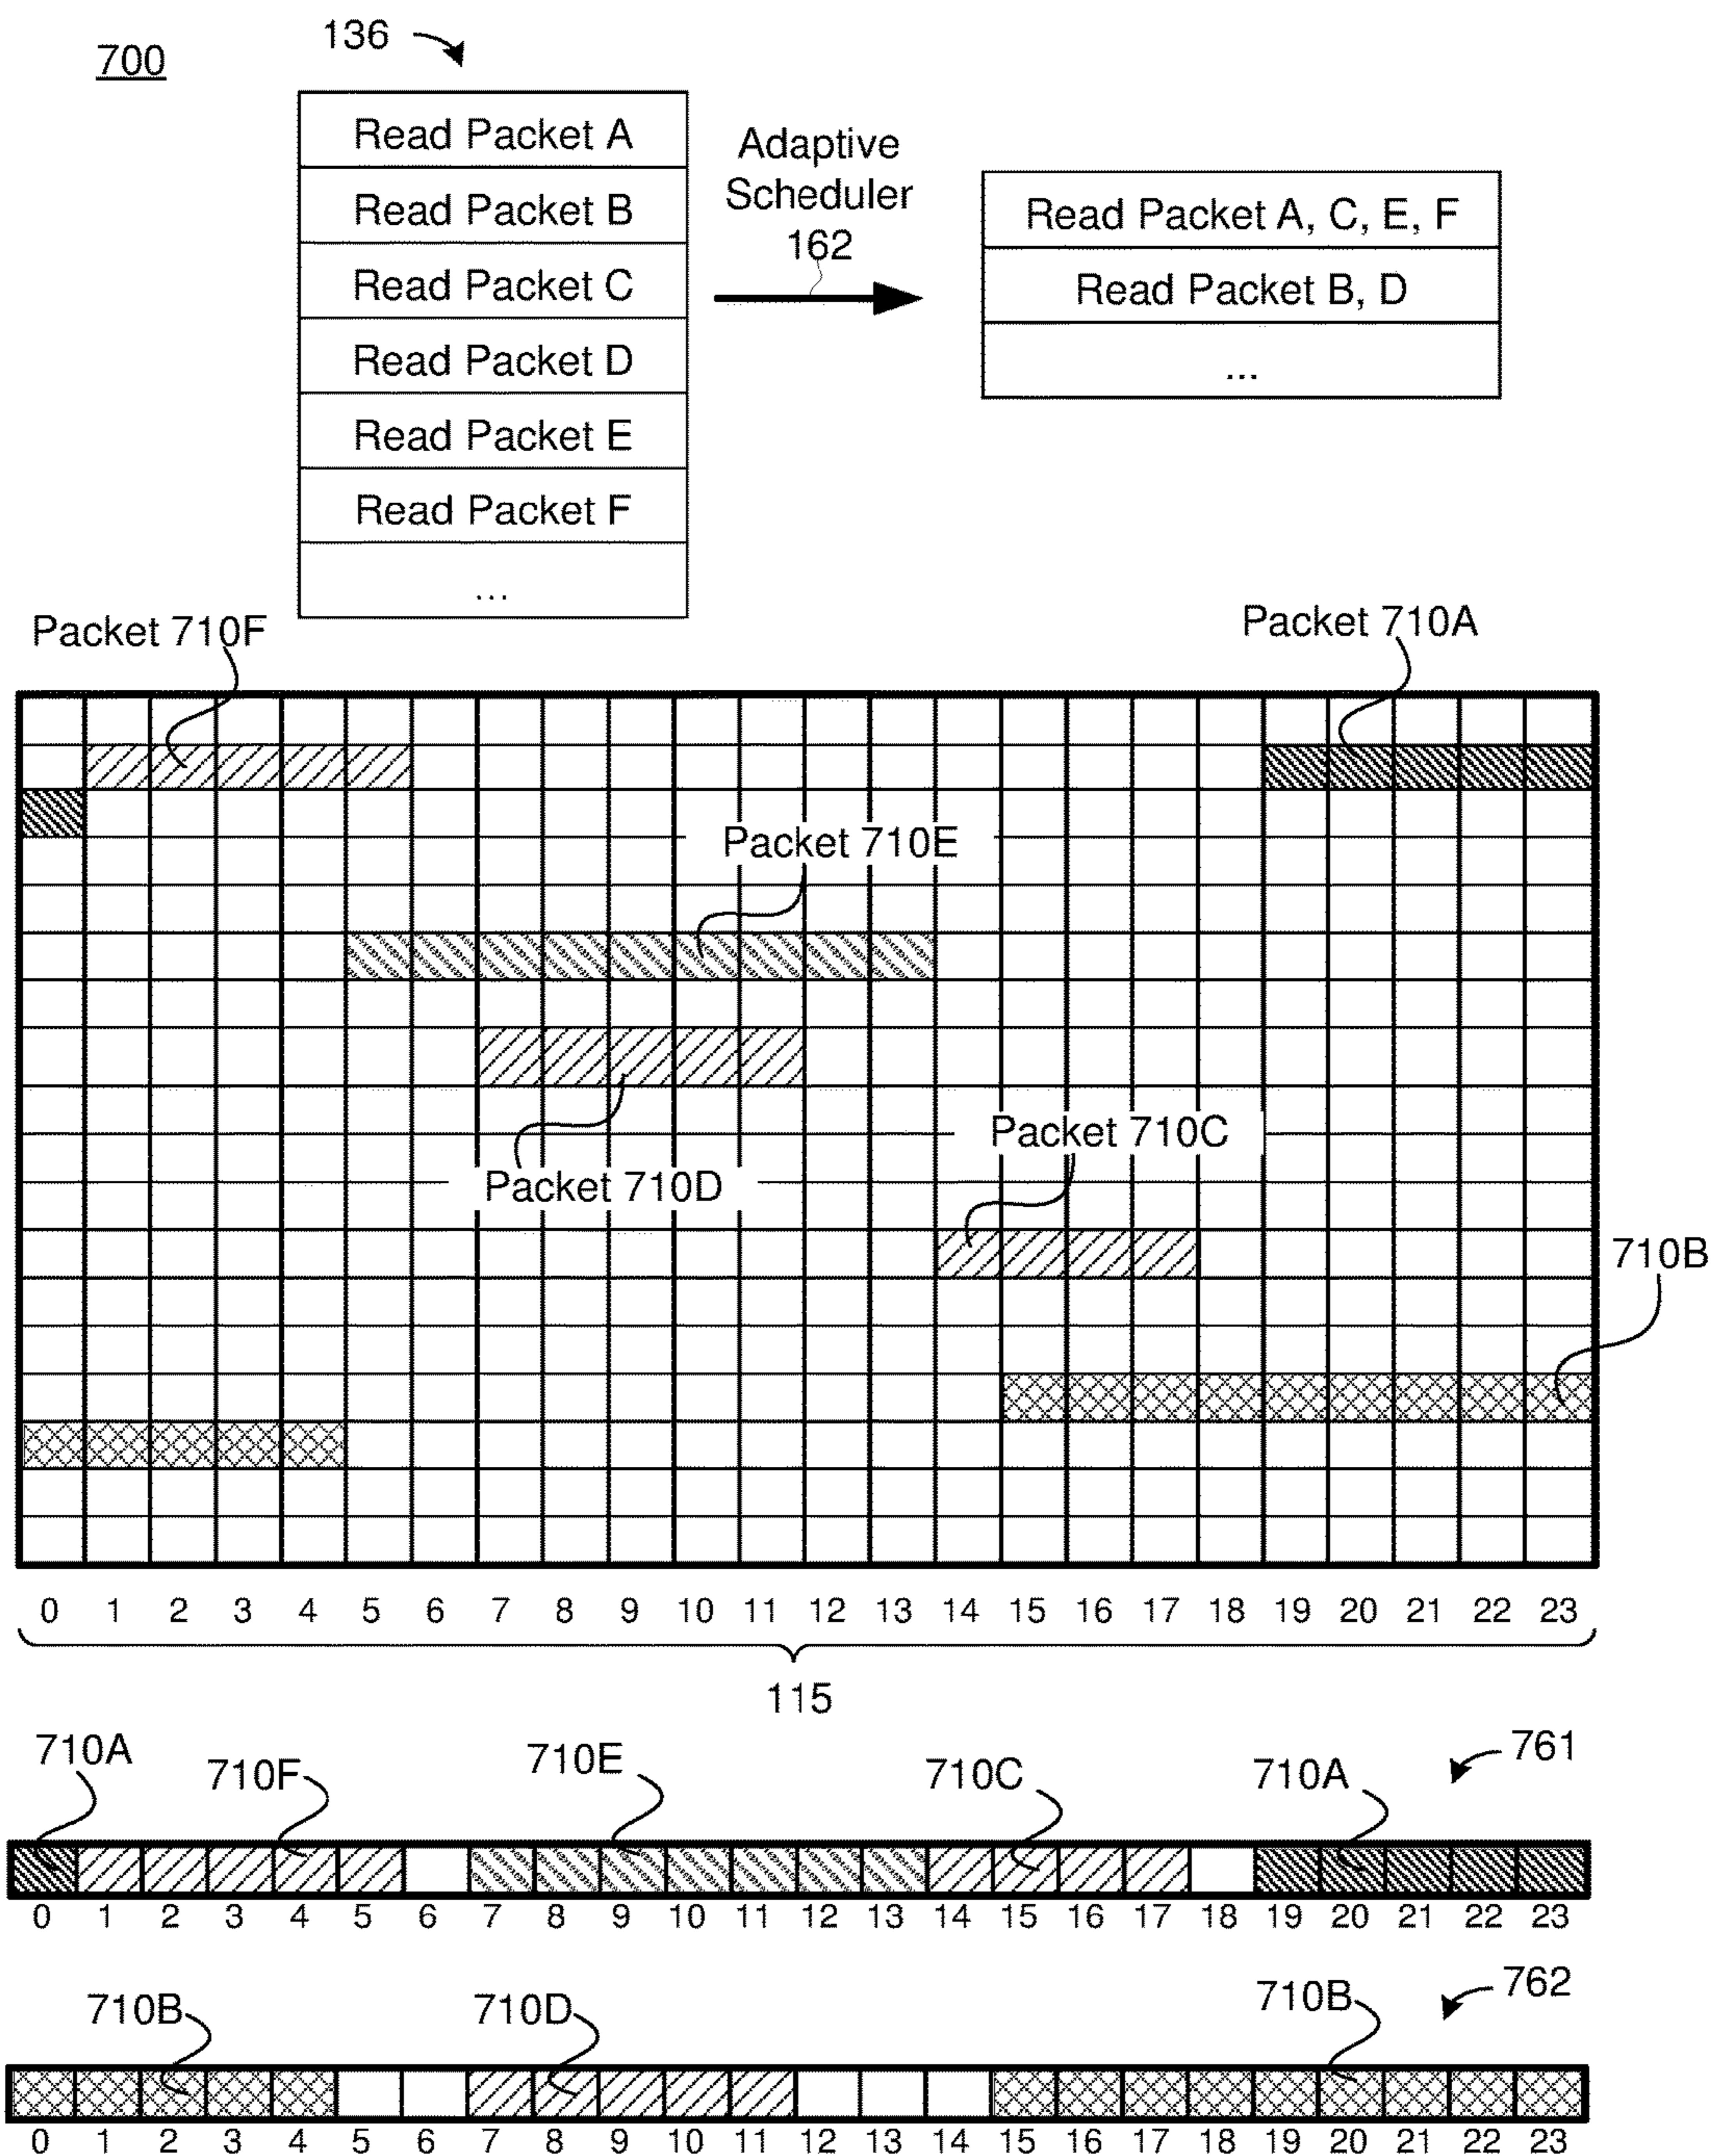 700
136
Read Packet A
Read Packet B
Read Packet C
Read Packet D
Read Packet E
Read Packet F
...
Adaptive
Scheduler
162
Read Packet A, C, E, F
Read Packet B, D
...
Packet 710F
Packet 710A
Packet 710E
Packet 710C
Packet 710D
710B
0 1 2 3 4 5 6 7 8 9 10 11 12 13 14 15 16 17 18 19 20 21 22 23
115
710A 710F 710E 710C 710A 761
0 1 2 3 4 5 6 7 8 9 10 11 12 13 14 15 16 17 18 19 20 21 22 23
710B 710D 710B 762
0 1 2 3 4 5 6 7 8 9 10 11 12 13 14 15 16 17 18 19 20 21 22 23